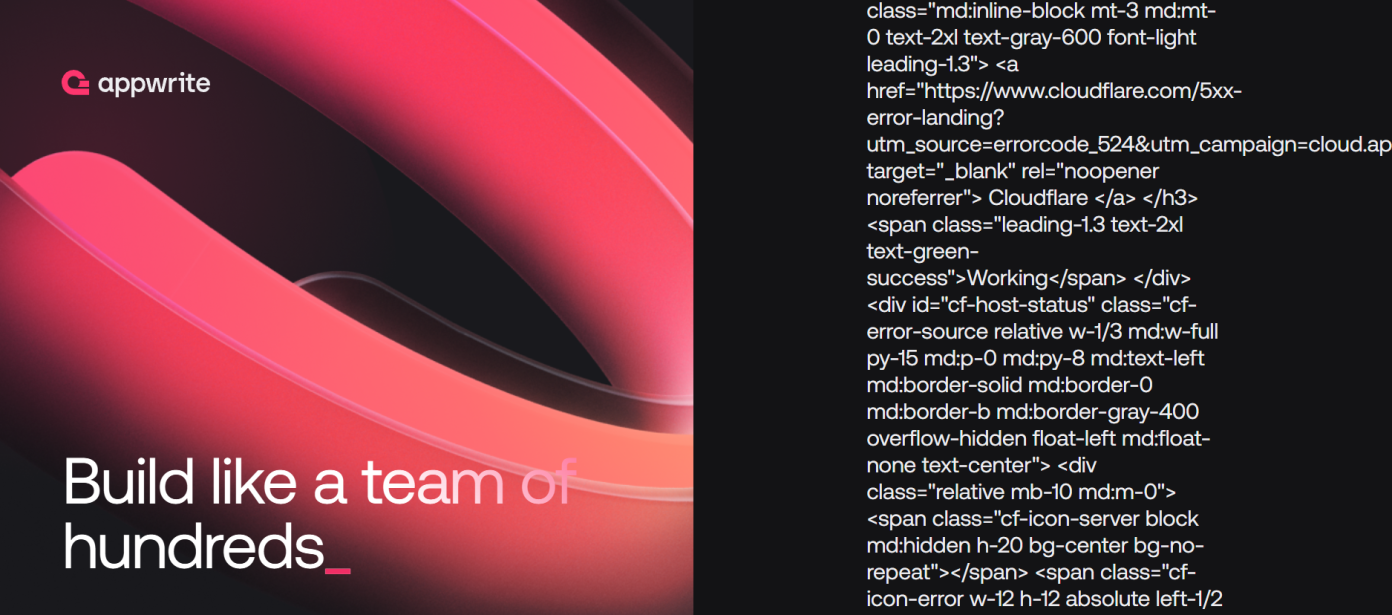 appwrite
Build like a team of
hundreds_
class="md:inline-block mt-3 md:mt-
0 text-2xl text-gray-600 font-light
leading-1.3"> <a
href="https://www.cloudflare.com/5xx-
error-landing?
utm_source=errorcode_524&utm_campaign=cloud.ap
target="_blank" rel="noopener
noreferrer"> Cloudflare </a> </h3>
<span class="leading-1.3 text-2xl
text-green-
success">Working</span> </div>
<div id="cf-host-status" class="cf-
error-source relative w-1/3 md:w-full
py-15 md:p-0 md:py-8 md:text-left
md:border-solid md:border-0
md:border-b md:border-gray-400
overflow-hidden float-left md:float-
none text-center"> <div
class="relative mb-10 md:m-0">
<span class="cf-icon-server block
md:hidden h-20 bg-center bg-no-
repeat"></span> <span class="cf-
icon-error w-12 h-12 absolute left-1/2